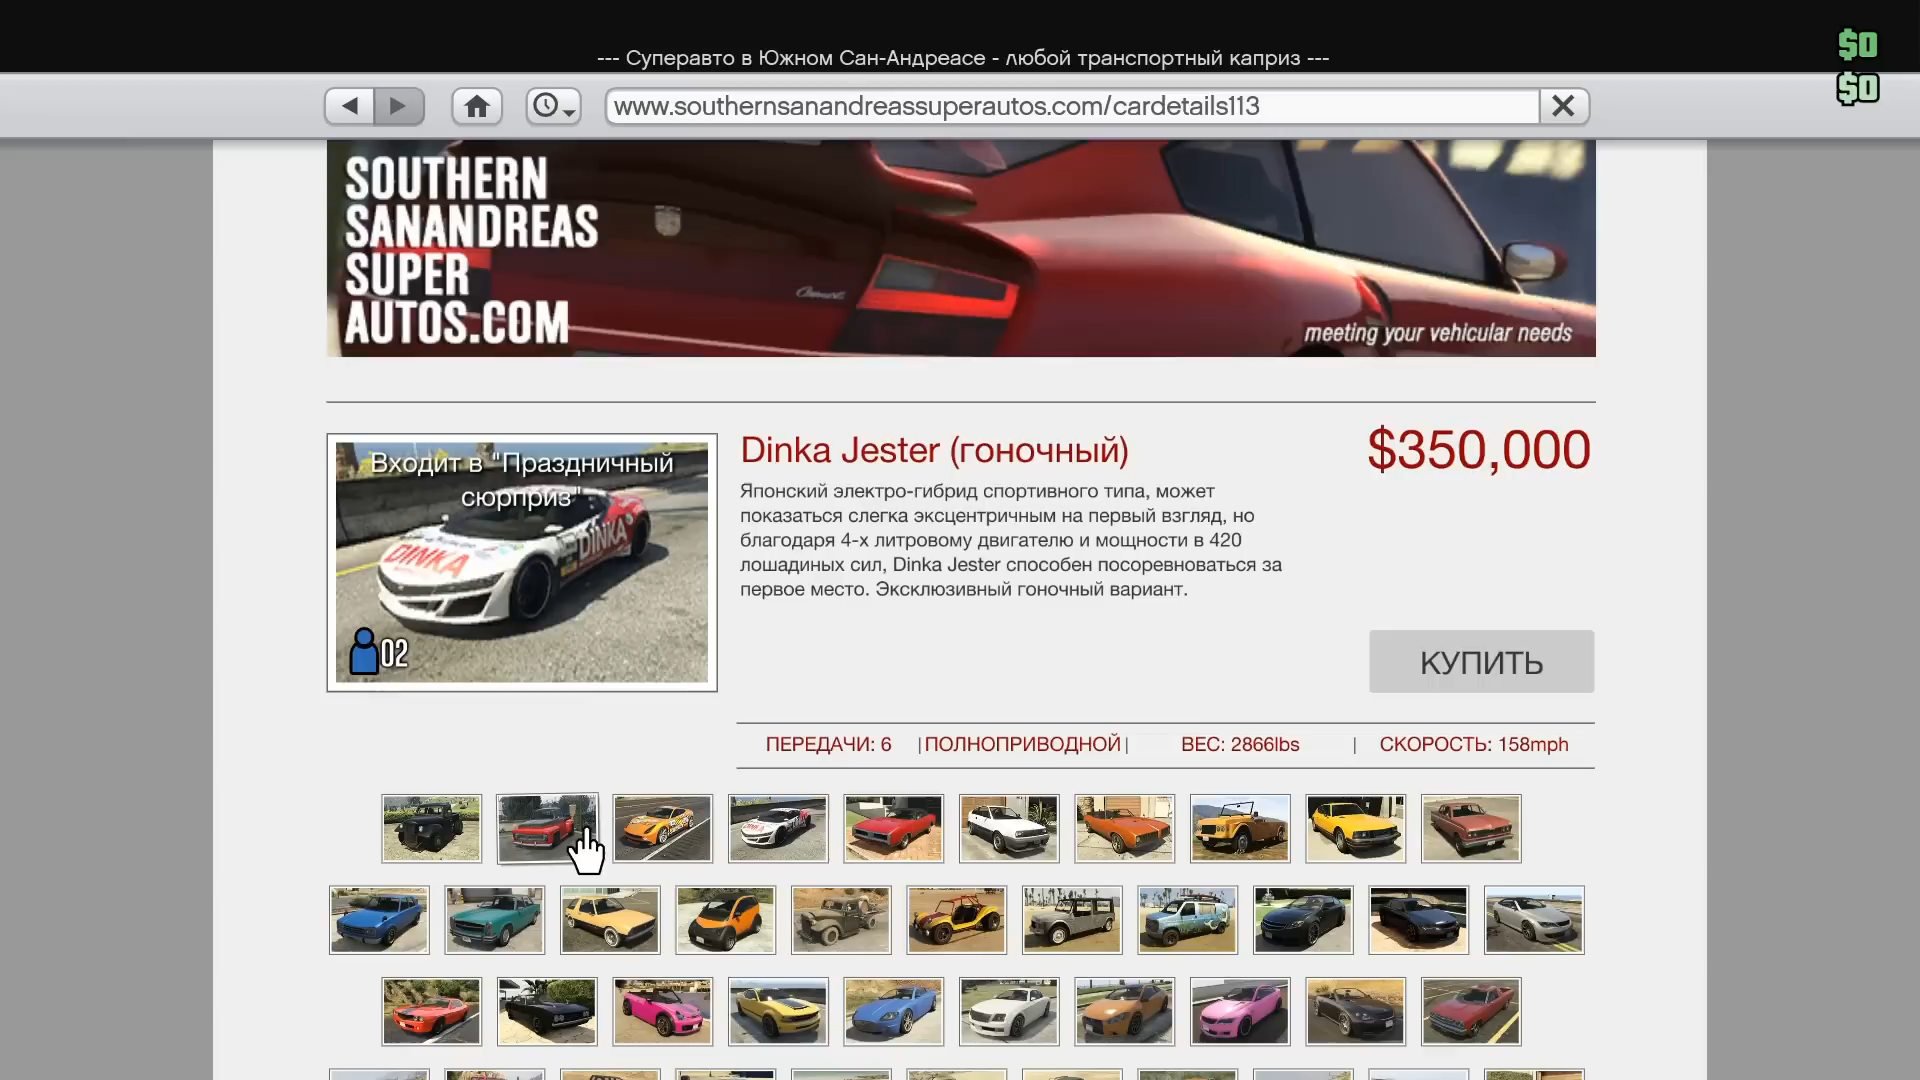 --- Суперавто в Южном Сан-Андреасе - любой транспортный каприз ---
$0
$0
www.southernsanandreassuperautos.com/cardetails113
SOUTHERN
SANANDREAS
SUPER
AUTOS.COM
meeting your vehicular needs
Входит в "Праздничный
сюрприз"
DINKA
DINKA
02
Dinka Jester (гоночный)
$350,000
Японский электро-гибрид спортивного типа, может
показаться слегка эксцентричным на первый взгляд, но
благодаря 4-х литровому двигателю и мощности в 420
лошадиных сил, Dinka Jester способен посоревноваться за
первое место. Эксклюзивный гоночный вариант.
КУПИТЬ
ПЕРЕДАЧИ: 6 | ПОЛНОПРИВОДНОЙ | ВЕС: 2866lbs | СКОРОСТЬ: 158mph